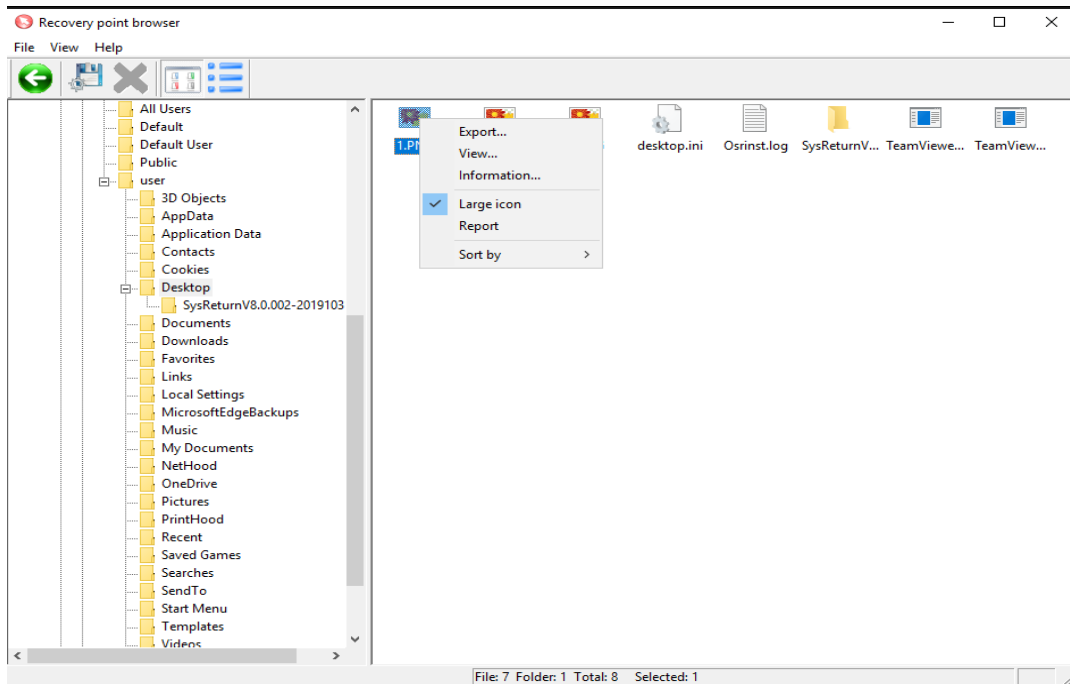 Recovery point browser
File View Help
All Users
Default
Default User
Public
user
3D Objects
AppData
Application Data
Contacts
Cookies
Desktop
SysReturnV8.0.002-2019103
Documents
Downloads
Favorites
Links
Local Settings
MicrosoftEdgeBackups
Music
My Documents
NetHood
OneDrive
Pictures
PrintHood
Recent
Saved Games
Searches
SendTo
Start Menu
Templates
Videos
desktop.ini Osrinst.log SysReturnV... TeamViewe... TeamView...
Export...
View...
Information...
Large icon
Report
Sort by
File: 7 Folder: 1 Total: 8 Selected: 1